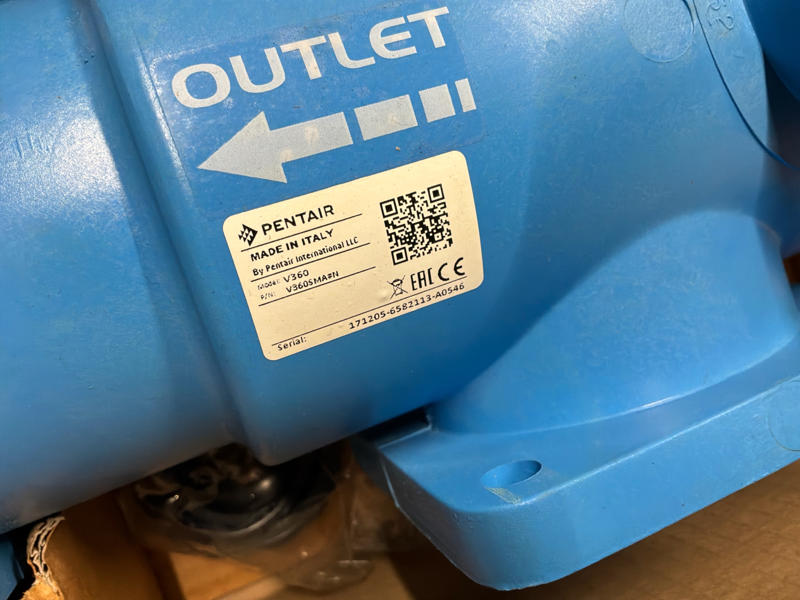 OUTLET
PENTAIR
MADE IN ITALY
By Pentair International LLC
Model: V360
P/N: V360SMA#N
EAC CE
Serial: 171205-6582113-A0546